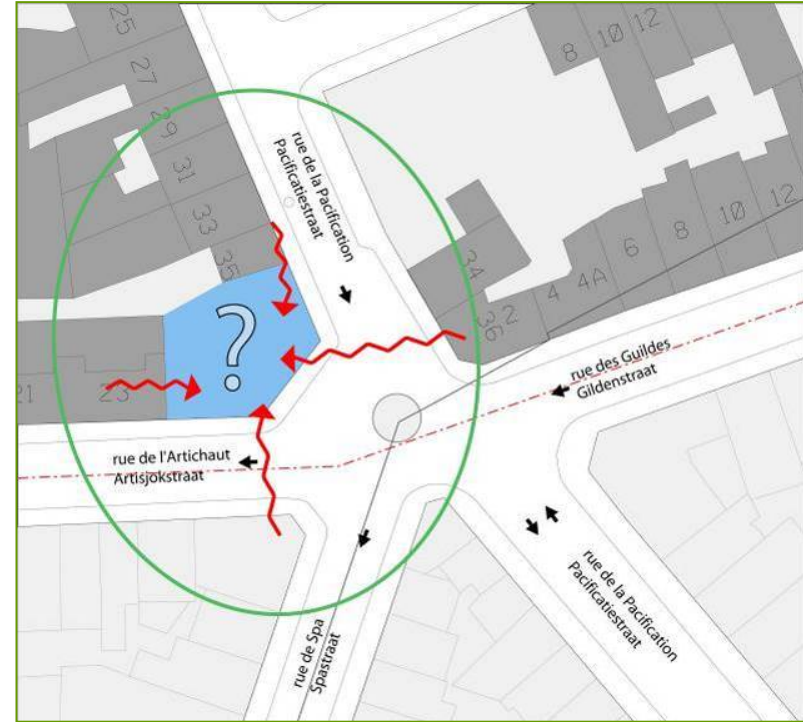 25
27
29
31
33
35
8
10
12
rue de la Pacification
Pacificatiestraat
34
36
2
4
4A
6
8
10
12
?
21
23
rue des Guildes
Gildenstraat
rue de l'Artichaut
Artisjokstraat
rue de Spa
Spastraat
rue de la Pacification
Pacificatiestraat